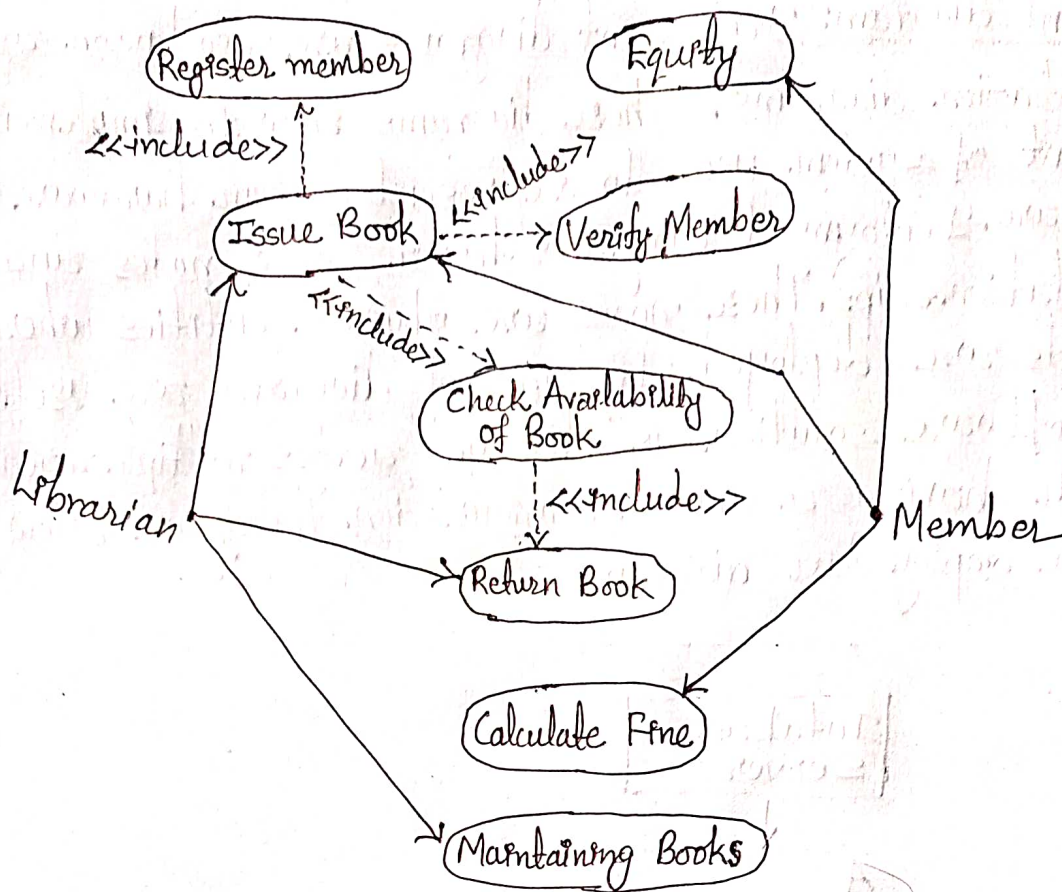 Register member
Equity
<<include>>
<<include>>
Issue Book
Verify Member
<<include>>
Check Availability
of Book
Librarian
<<include>>
Member
Return Book
Calculate Fine
Maintaining Books